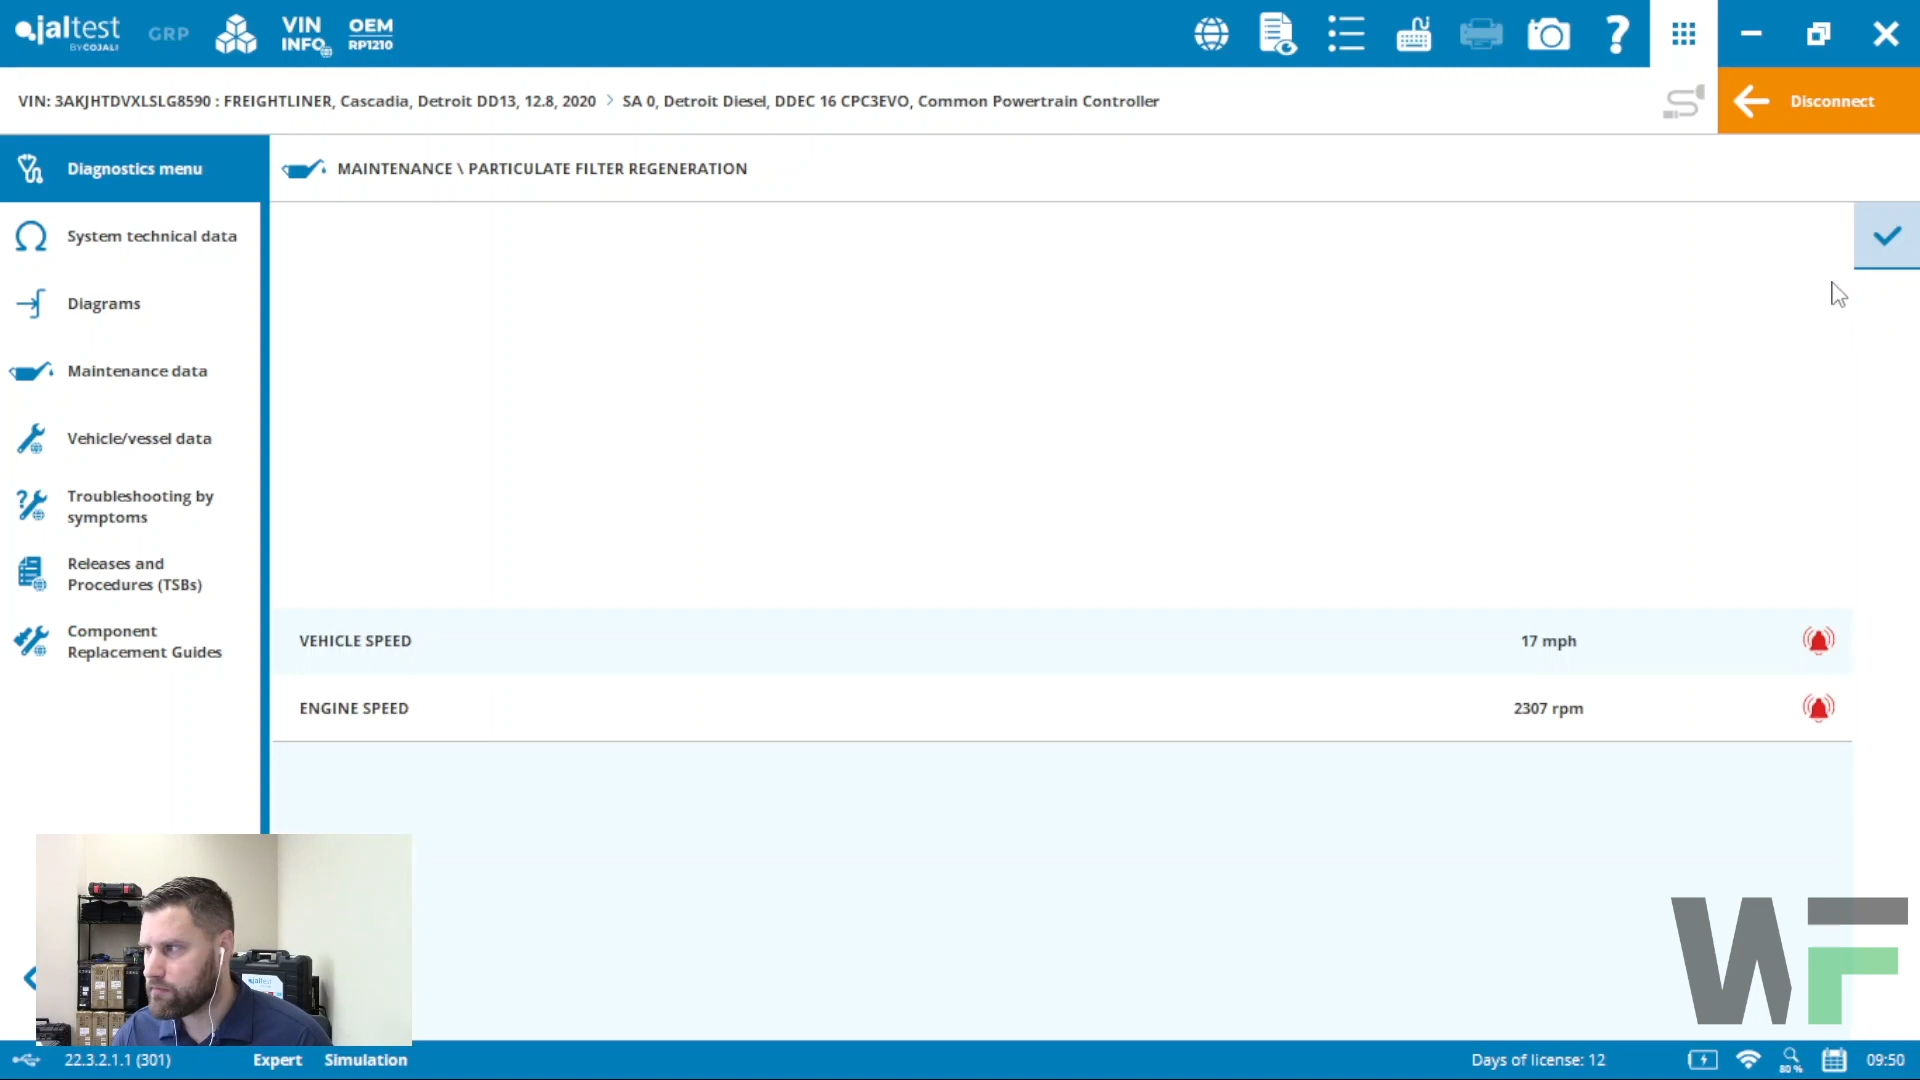 jaltest
BY COJALI
GRP
VIN
INFO
OEM
RP1210
VIN: 3AKJHTDVXLSLG8590 : FREIGHTLINER, Cascadia, Detroit DD13, 12.8, 2020 > SA 0, Detroit Diesel, DDEC 16 CPC3EVO, Common Powertrain Controller
Disconnect
Diagnostics menu
MAINTENANCE \ PARTICULATE FILTER REGENERATION
System technical data
Diagrams
Maintenance data
Vehicle/vessel data
Troubleshooting by
symptoms
Releases and
Procedures (TSBs)
Component
Replacement Guides
VEHICLE SPEED
17 mph
ENGINE SPEED
2307 rpm
jaltest
WF
22.3.2.1.1 (301)
Expert
Simulation
Days of license: 12
80 %
09:50